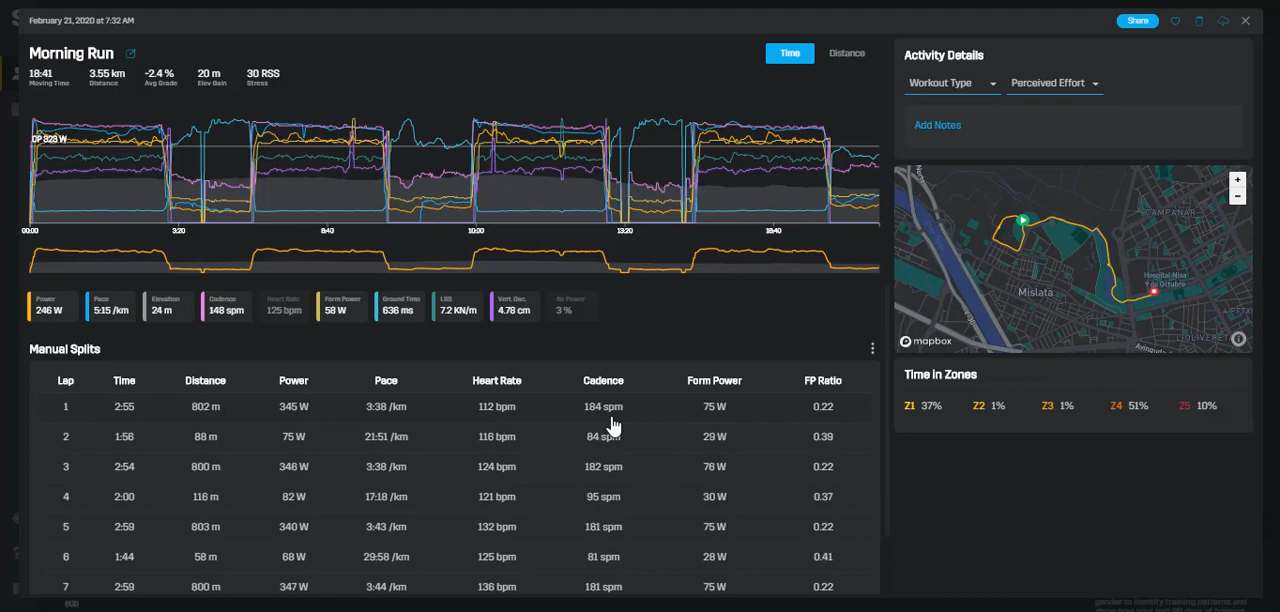 February 21, 2020 at 7:32 AM
Share
Morning Run
Time
Distance
18:41
3.55 km
-2.4 %
20 m
30 RSS
Moving Time
Distance
Avg Grade
Elev Gain
Stress
CP 323 W
00:00
3:20
6:40
10:00
13:20
16:40
Power
246 W
Pace
5:15 /km
Elevation
24 m
Cadence
148 spm
Heart Rate
125 bpm
Form Power
58 W
Ground Time
636 ms
LSS
7.2 KN/m
Vert. Osc.
4.78 cm
Air Power
3 %
Manual Splits
Lap Time Distance Power Pace Heart Rate Cadence Form Power FP Ratio
1 2:55 802 m 345 W 3:38 /km 112 bpm 184 spm 75 W 0.22
2 1:56 88 m 75 W 21:51 /km 116 bpm 84 spm 29 W 0.39
3 2:54 800 m 346 W 3:38 /km 124 bpm 182 spm 76 W 0.22
4 2:00 116 m 82 W 17:18 /km 121 bpm 95 spm 30 W 0.37
5 2:59 803 m 340 W 3:43 /km 132 bpm 181 spm 75 W 0.22
6 1:44 58 m 68 W 29:58 /km 125 bpm 81 spm 28 W 0.41
7 2:59 800 m 347 W 3:44 /km 136 bpm 181 spm 75 W 0.22
Activity Details
Workout Type
Perceived Effort
Add Notes
+
-
CAMPANAR
Hospital Nisa
9 de Octubre
Mislata
LA PETX
L'OLIVERET
mapbox
Time in Zones
Z1 37% Z2 1% Z3 1% Z4 51% Z5 10%